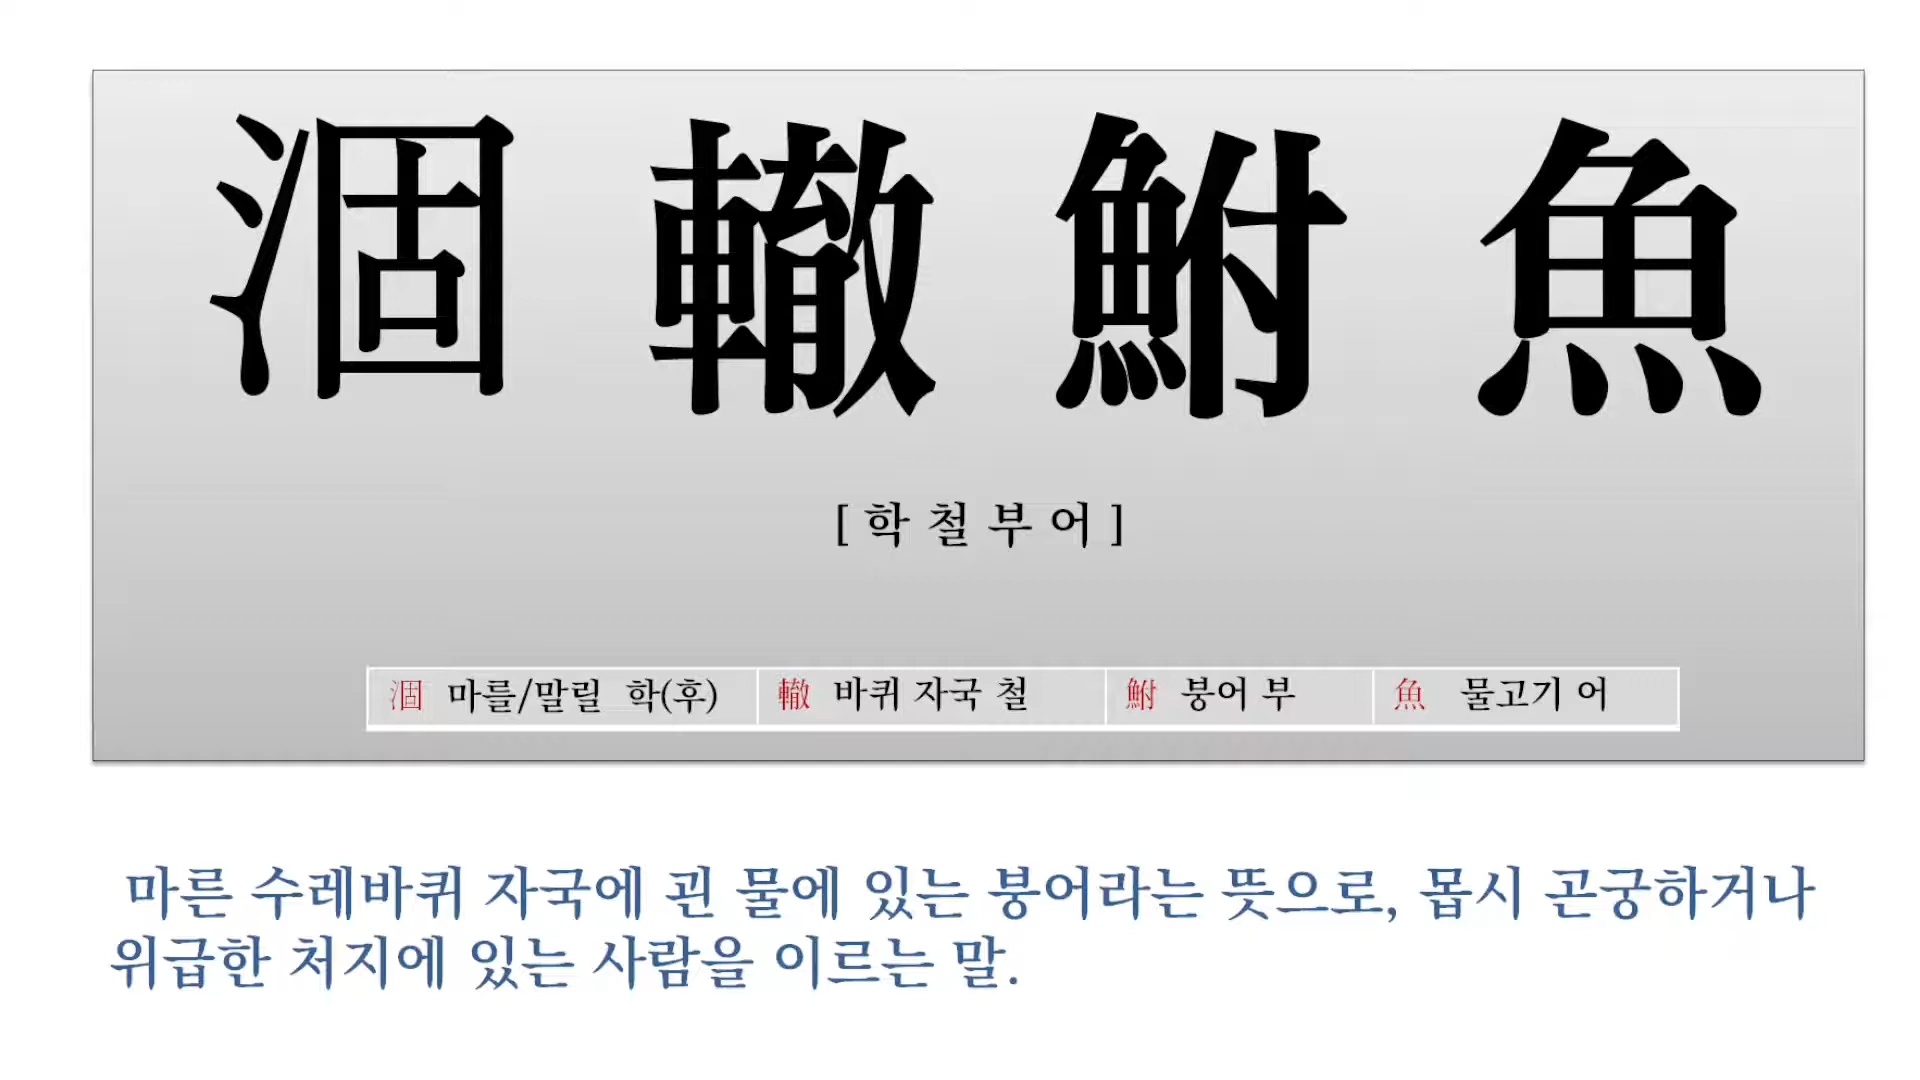 涸 轍 鮒 魚
[ 학 철 부 어 ]
涸 마를/말릴 학(후) 轍 바퀴 자국 철 鮒 붕어 부 魚 물고기 어
마른 수레바퀴 자국에 괸 물에 있는 붕어라는 뜻으로, 몹시 곤궁하거나
위급한 처지에 있는 사람을 이르는 말.